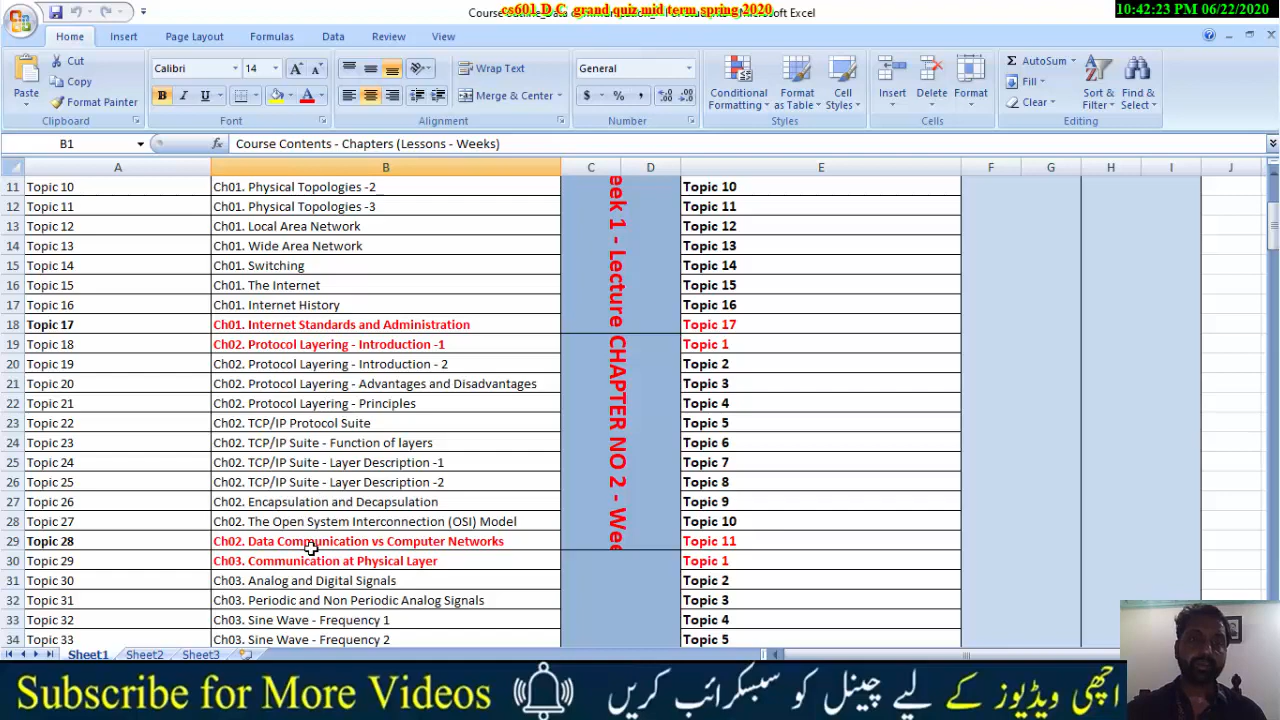 Course Outline_Data Communication_ For Students - Microsoft Excel
cs601 D.C grand quiz mid term spring 2020
10:42:23 PM 06/22/2020
Home Insert Page Layout Formulas Data Review View
Paste
Cut
Copy
Format Painter
Clipboard
Calibri 14
B I U
Font
Wrap Text
Merge & Center
Alignment
General
$ % ,
Number
Conditional Formatting
Format as Table
Cell Styles
Styles
Insert Delete Format
Cells
Σ AutoSum
Fill
Clear
Sort & Filter
Find & Select
Editing
B1 fx Course Contents - Chapters (Lessons - Weeks)
A B C D E F G H I J
11 Topic 10 Ch01. Physical Topologies -2_ Topic 10
12 Topic 11 Ch01. Physical Topologies -3 Topic 11
13 Topic 12 Ch01. Local Area Network Topic 12
14 Topic 13 Ch01. Wide Area Network Topic 13
15 Topic 14 Ch01. Switching Topic 14
16 Topic 15 Ch01. The Internet Topic 15
17 Topic 16 Ch01. Internet History Topic 16
18 Topic 17 Ch01. Internet Standards and Administration Topic 17
19 Topic 18 Ch02. Protocol Layering - Introduction -1 Topic 1
20 Topic 19 Ch02. Protocol Layering - Introduction - 2 Topic 2
21 Topic 20 Ch02. Protocol Layering - Advantages and Disadvantages Topic 3
22 Topic 21 Ch02. Protocol Layering - Principles Topic 4
23 Topic 22 Ch02. TCP/IP Protocol Suite Topic 5
24 Topic 23 Ch02. TCP/IP Suite - Function of layers Topic 6
25 Topic 24 Ch02. TCP/IP Suite - Layer Description -1 Topic 7
26 Topic 25 Ch02. TCP/IP Suite - Layer Description -2 Topic 8
27 Topic 26 Ch02. Encapsulation and Decapsulation Topic 9
28 Topic 27 Ch02. The Open System Interconnection (OSI) Model Topic 10
29 Topic 28 Ch02. Data Communication vs Computer Networks Topic 11
30 Topic 29 Ch03. Communication at Physical Layer Topic 1
31 Topic 30 Ch03. Analog and Digital Signals Topic 2
32 Topic 31 Ch03. Periodic and Non Periodic Analog Signals Topic 3
33 Topic 32 Ch03. Sine Wave - Frequency 1 Topic 4
34 Topic 33 Ch03. Sine Wave - Frequency 2 Topic 5
eek 1 - Lecture
CHAPTER NO 2 - Wee
Sheet1 Sheet2 Sheet3
Subscribe for More Videos
اچھی ویڈیوز کے لیے چینل کو سبسکرائب کریں